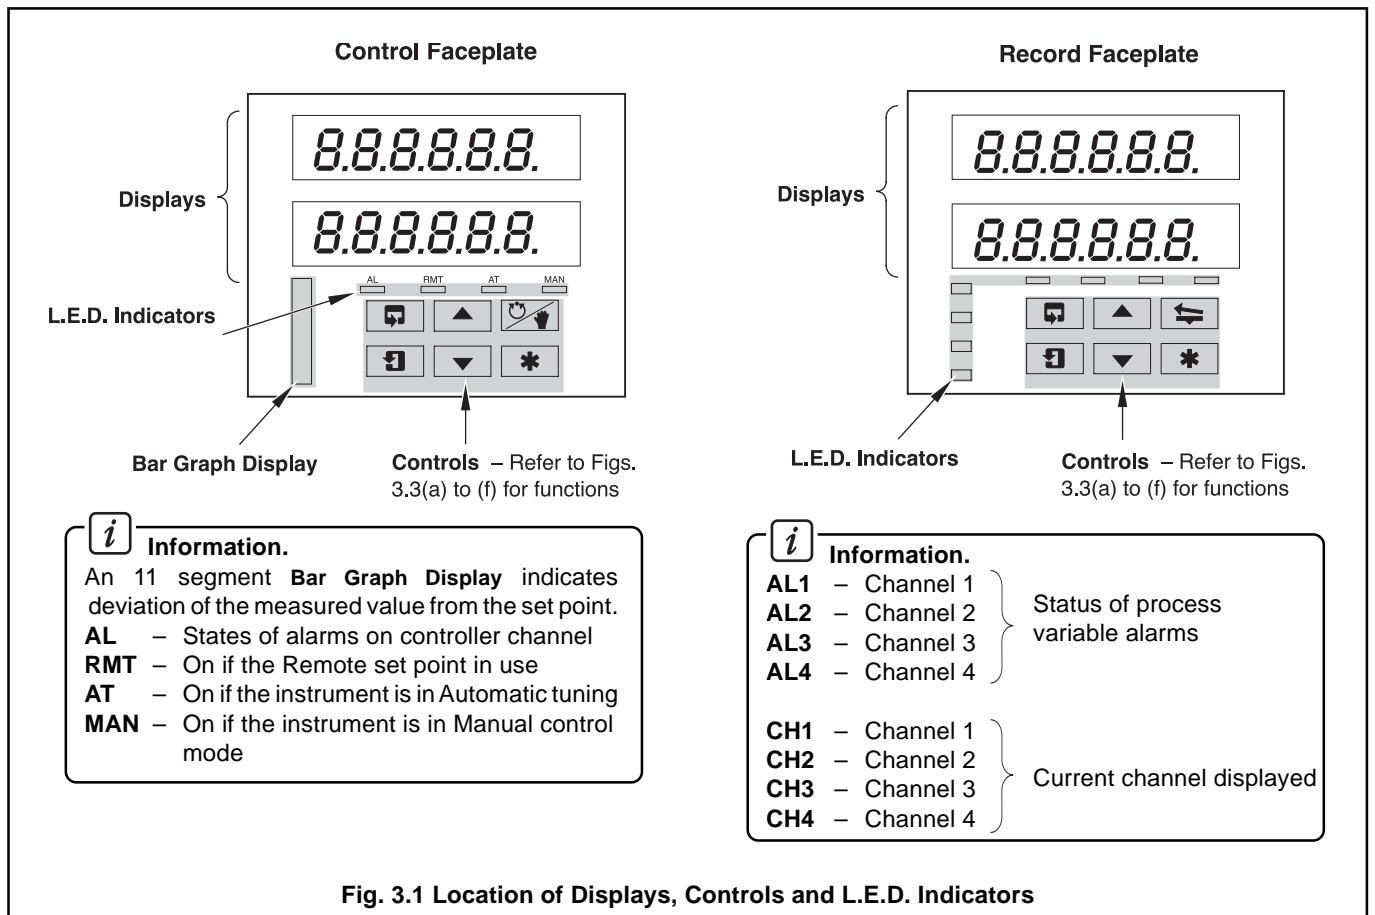 Control Faceplate
8.8.8.8.8.8.
8.8.8.8.8.8.
Displays
AL RMT AT MAN
L.E.D. Indicators
Bar Graph Display
Controls – Refer to Figs.
3.3(a) to (f) for functions
i Information.
An 11 segment Bar Graph Display indicates
deviation of the measured value from the set point.
AL – States of alarms on controller channel
RMT – On if the Remote set point in use
AT – On if the instrument is in Automatic tuning
MAN – On if the instrument is in Manual control
mode
Record Faceplate
8.8.8.8.8.8.
8.8.8.8.8.8.
Displays
L.E.D. Indicators
Controls – Refer to Figs.
3.3(a) to (f) for functions
i Information.
AL1 – Channel 1
AL2 – Channel 2
AL3 – Channel 3
AL4 – Channel 4
Status of process
variable alarms
CH1 – Channel 1
CH2 – Channel 2
CH3 – Channel 3
CH4 – Channel 4
Current channel displayed
Fig. 3.1 Location of Displays, Controls and L.E.D. Indicators